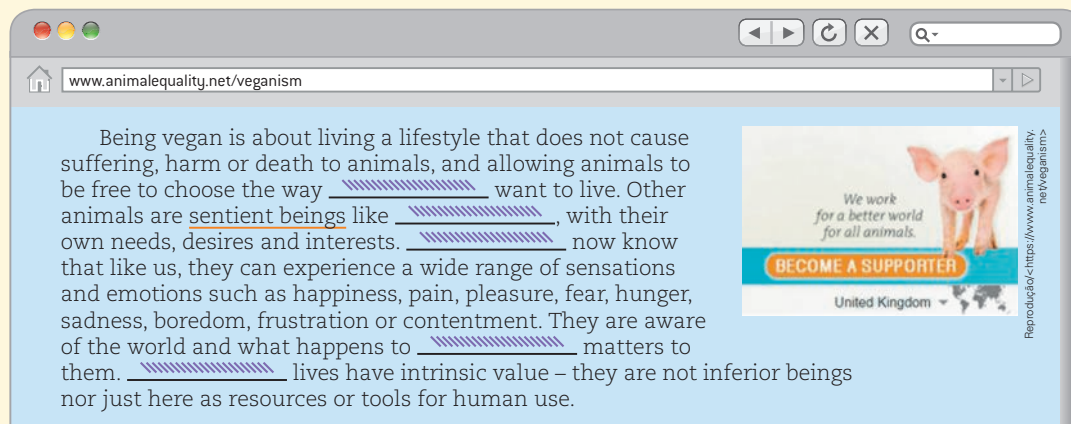 www.animalequality.net/veganism
Being vegan is about living a lifestyle that does not cause
suffering, harm or death to animals, and allowing animals to
be free to choose the way want to live. Other
animals are sentient beings like , with their
own needs, desires and interests. now know
that like us, they can experience a wide range of sensations
and emotions such as happiness, pain, pleasure, fear, hunger,
sadness, boredom, frustration or contentment. They are aware
of the world and what happens to matters to
them. lives have intrinsic value – they are not inferior beings
nor just here as resources or tools for human use.
We work
for a better world
for all animals.
BECOME A SUPPORTER
United Kingdom
Reprodução/<https://www.animalequality.
net/veganism>